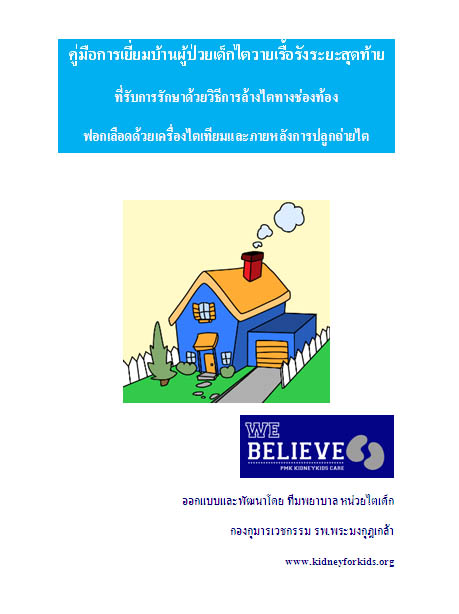 คู่มือการเยี่ยมบ้านผู้ป่วยเด็กไตวายเรื้อรังระยะสุดท้าย
ที่รับการรักษาด้วยวิธีการล้างไตทางช่องท้อง
ฟอกเลือดด้วยเครื่องไตเทียมและภายหลังการปลูกถ่ายไต
WE
BELIEVE
PMK KIDNEYKIDS CARE
ออกแบบและพัฒนาโดย ทีมพยาบาล หน่วยไตเด็ก
กองกุมารเวชกรรม รพ.พระมงกุฎเกล้า
www.kidneyforkids.org